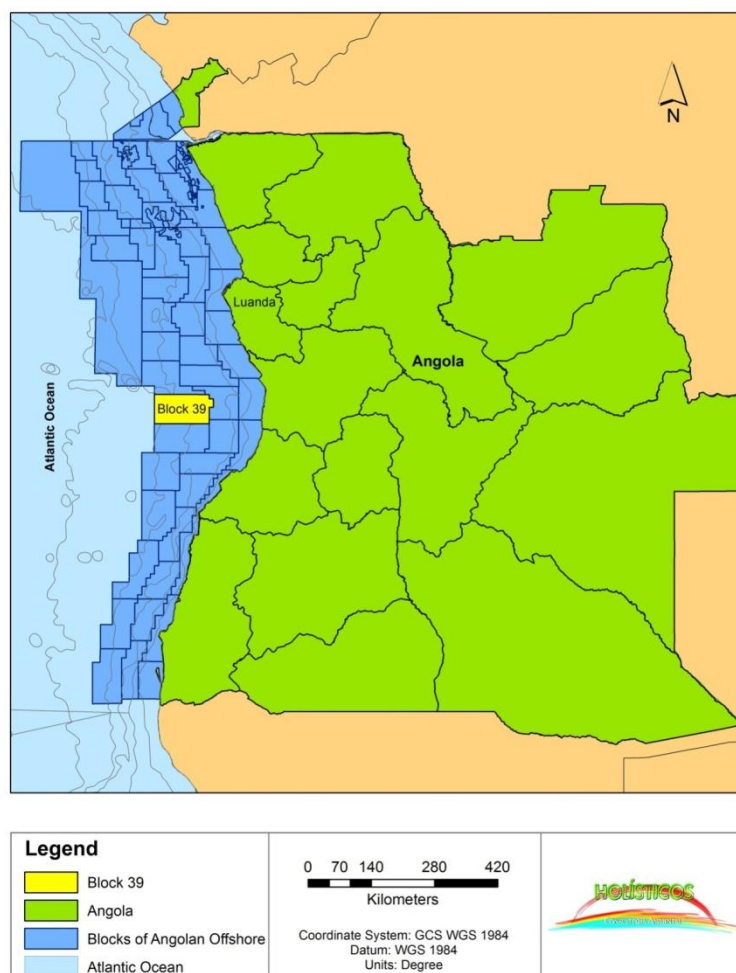 N
Luanda
Angola
Atlantic Ocean
Block 39
Legend
Block 39
Angola
Blocks of Angolan Offshore
Atlantic Ocean
0 70 140 280 420
Kilometers
Coordinate System: GCS WGS 1984
Datum: WGS 1984
Units: Degree
HOLÍSTICOS